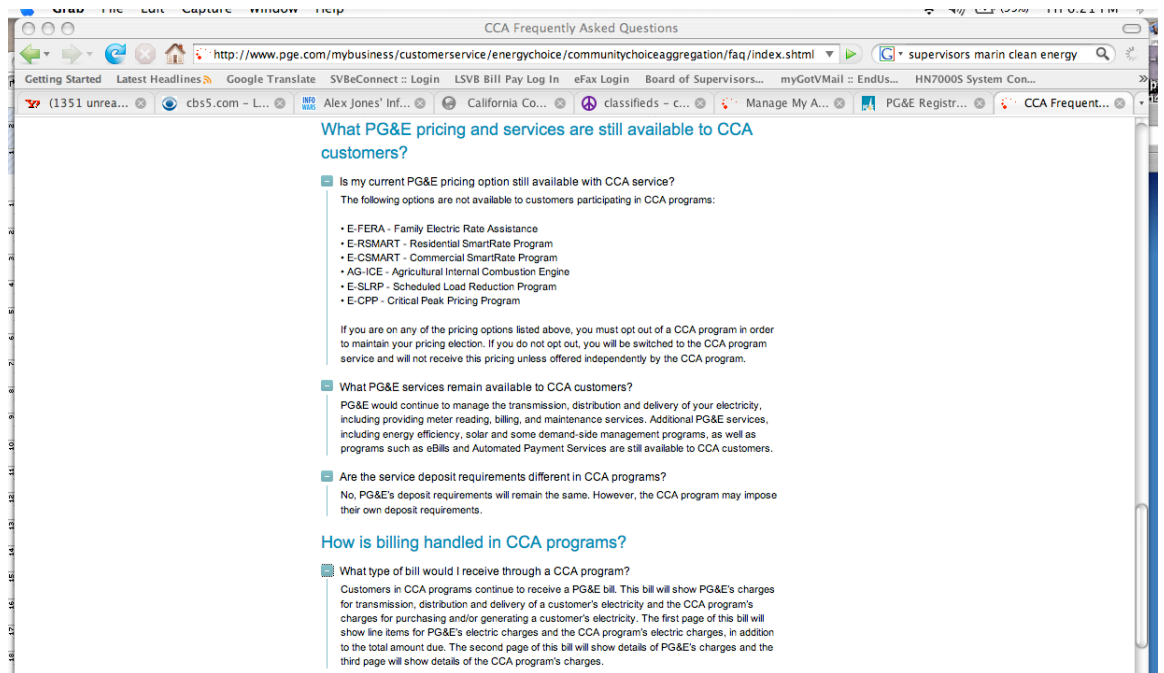 Grab File Edit Capture Window Help
CCA Frequently Asked Questions
http://www.pge.com/mybusiness/customerservice/energychoice/communitychoiceaggregation/faq/index.shtml
supervisors marin clean energy
Getting Started Latest Headlines Google Translate SVBeConnect :: Login LSVB Bill Pay Log In eFax Login Board of Supervisors... myGotVMail :: EndUs... HN7000S System Con... »
(1351 unrea... cbs5.com – L... INFO WARS Alex Jones' Inf... California Co... classifieds – c... Manage My A... PG&E Registr... CCA Frequent...
What PG&E pricing and services are still available to CCA
customers?
Is my current PG&E pricing option still available with CCA service?
The following options are not available to customers participating in CCA programs:
• E-FERA - Family Electric Rate Assistance
• E-RSMART - Residential SmartRate Program
• E-CSMART - Commercial SmartRate Program
• AG-ICE - Agricultural Internal Combustion Engine
• E-SLRP - Scheduled Load Reduction Program
• E-CPP - Critical Peak Pricing Program
If you are on any of the pricing options listed above, you must opt out of a CCA program in order
to maintain your pricing election. If you do not opt out, you will be switched to the CCA program
service and will not receive this pricing unless offered independently by the CCA program.
What PG&E services remain available to CCA customers?
PG&E would continue to manage the transmission, distribution and delivery of your electricity,
including providing meter reading, billing, and maintenance services. Additional PG&E services,
including energy efficiency, solar and some demand-side management programs, as well as
programs such as eBills and Automated Payment Services are still available to CCA customers.
Are the service deposit requirements different in CCA programs?
No, PG&E's deposit requirements will remain the same. However, the CCA program may impose
their own deposit requirements.
How is billing handled in CCA programs?
What type of bill would I receive through a CCA program?
Customers in CCA programs continue to receive a PG&E bill. This bill will show PG&E's charges
for transmission, distribution and delivery of a customer's electricity and the CCA program's
charges for purchasing and/or generating a customer's electricity. The first page of this bill will
show line items for PG&E's electric charges and the CCA program's electric charges, in addition
to the total amount due. The second page of this bill will show details of PG&E's charges and the
third page will show details of the CCA program's charges.